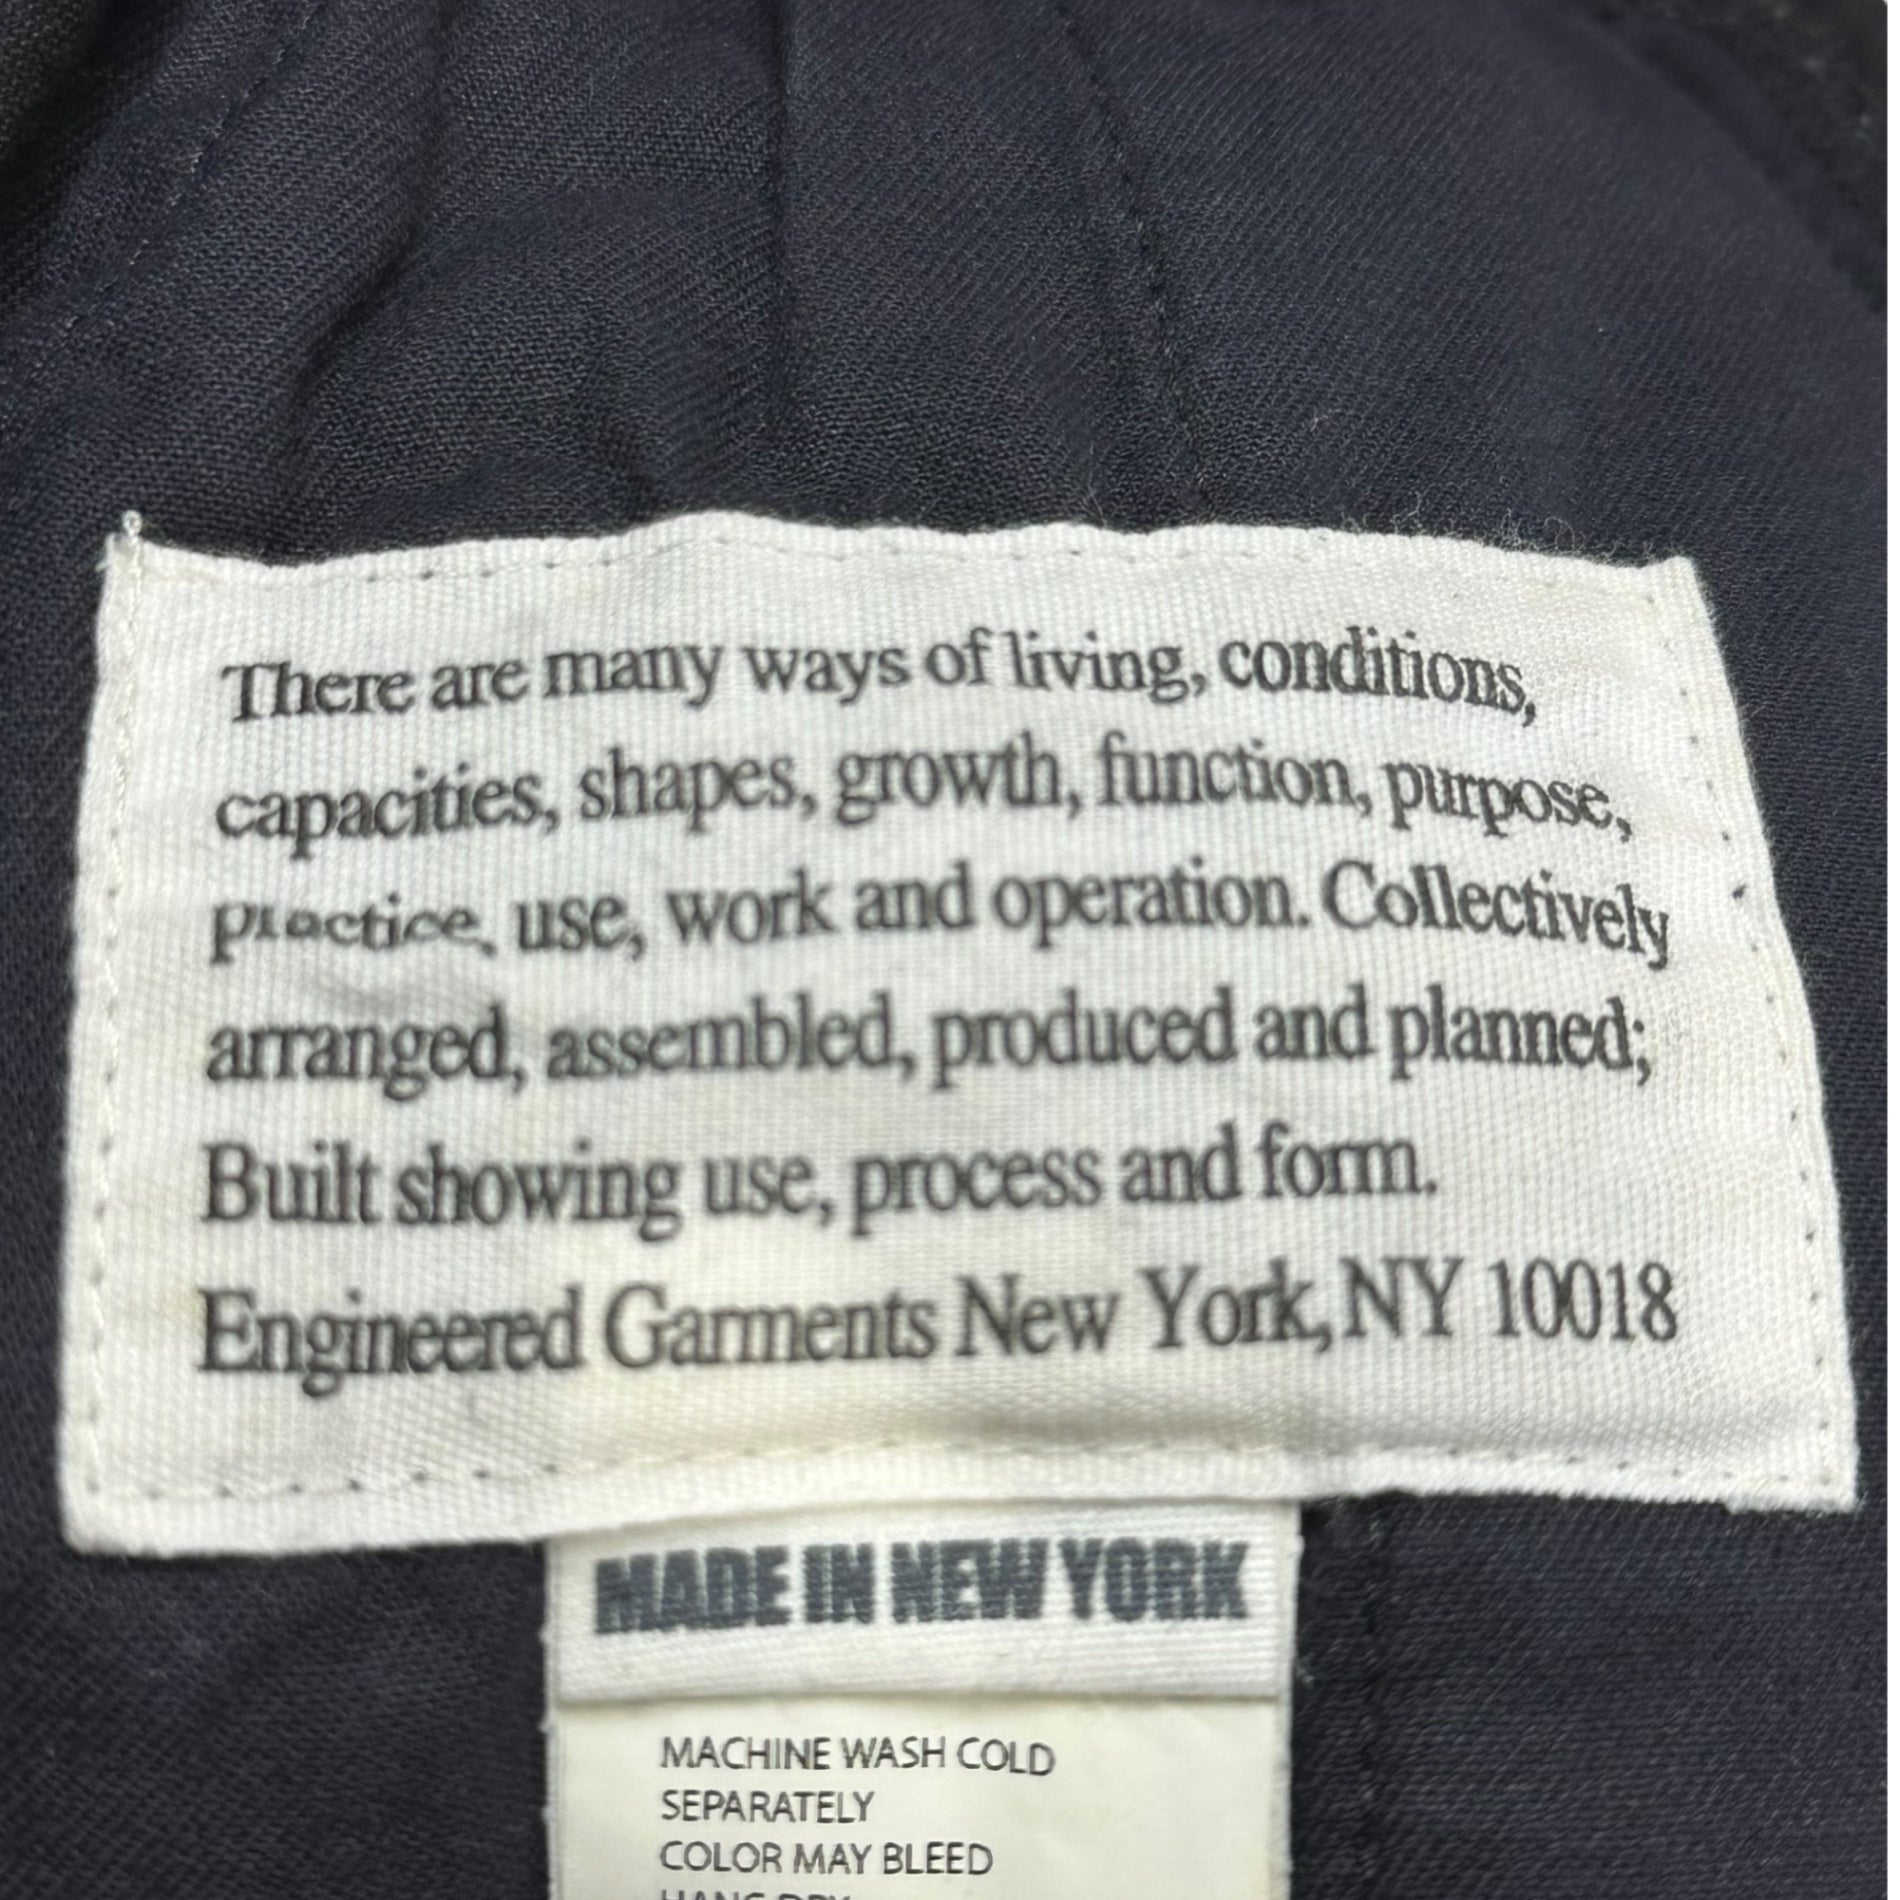 There are many ways of living, conditions,
capacities, shapes, growth, function, purpose,
practice, use, work and operation. Collectively
arranged, assembled, produced and planned;
Built showing use, process and form.
Engineered Garments New York, NY 10018
MADE IN NEW YORK
MACHINE WASH COLD
SEPARATELY
COLOR MAY BLEED
HANG DRY